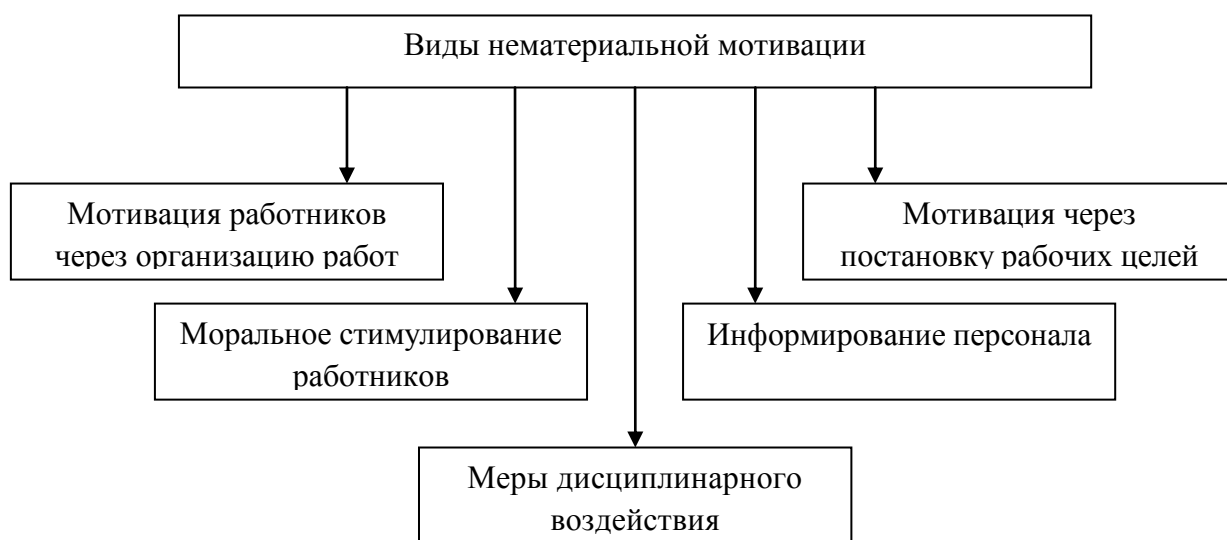 Виды нематериальной мотивации
Мотивация работников
через организацию работ
Мотивация через
постановку рабочих целей
Моральное стимулирование
работников
Информирование персонала
Меры дисциплинарного
воздействия